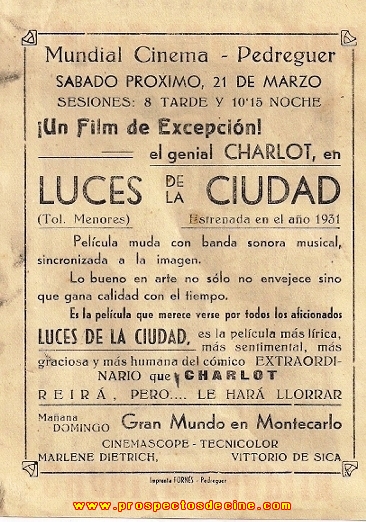 Mundial Cinema - Pedreguer
SABADO PROXIMO, 21 DE MARZO
SESIONES: 8 TARDE Y 10'15 NOCHE
¡Un Film de Excepción!
el genial CHARLOT, en
LUCES DE LA CIUDAD
(Tol. Menores) Estrenada en el año 1931
Película muda con banda sonora musical,
sincronizada a la imagen.
Lo bueno en arte no sólo no envejece sino
que gana calidad con el tiempo.
Es la película que merece verse por todos los aficionados
LUCES DE LA CIUDAD, es la película más lírica,
más sentimental, más
graciosa y más humana del cómico EXTRAORDI-
NARIO que CHARLOT
REIRÁ, PERO.... LE HARÁ LLORRAR
Mañana DOMINGO Gran Mundo en Montecarlo
CINEMASCOPE - TECNICOLOR
MARLENE DIETRICH, VITTORIO DE SICA
Imprenta FORNÉS - Pedreguer
www.prospectosdecine.com